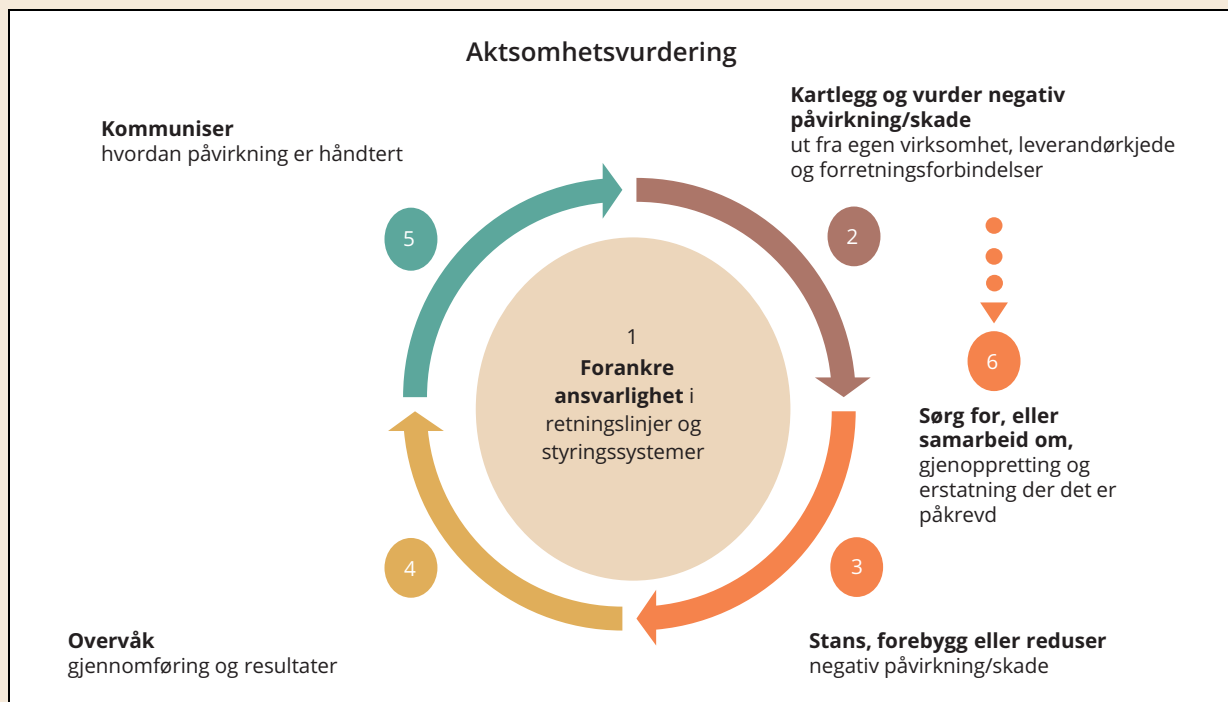 Aktsomhetsvurdering
1
Forankre
ansvarlighet i
retningslinjer og
styringssystemer
Kartlegg og vurder negativ
påvirkning/skade
ut fra egen virksomhet, leverandørkjede
og forretningsforbindelser
2
3
Stans, forebygg eller reduser
negativ påvirkning/skade
4
Overvåk
gjennomføring og resultater
5
Kommuniser
hvordan påvirkning er håndtert
6
Sørg for, eller
samarbeid om,
gjenoppretting og
erstatning der det er
påkrevd